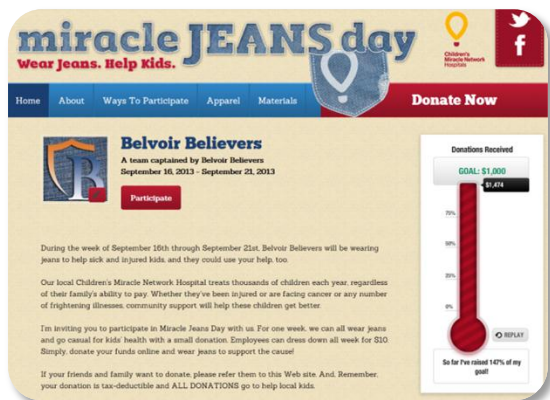 miracle JEANS day
Wear Jeans. Help Kids.
Children's
Miracle Network
Hospitals
Home
About
Ways To Participate
Apparel
Materials
Donate Now
Belvoir Believers
A team captained by Belvoir Believers
September 16, 2013 - September 21, 2013
Participate
During the week of September 16th through September 21st, Belvoir Believers will be wearing
jeans to help sick and injured kids, and they could use your help, too.
Our local Children's Miracle Network Hospital treats thousands of children each year, regardless
of their family's ability to pay. Whether they've been injured or are facing cancer or any number
of frightening illnesses, community support will help these children get better.
I'm inviting you to participate in Miracle Jeans Day with us. For one week, we can all wear jeans
and go casual for kids' health with a small donation. Employees can dress down all week for $10.
Simply, donate your funds online and wear jeans to support the cause!
If your friends and family want to donate, please refer them to this Web site. And, Remember,
your donation is tax-deductible and ALL DONATIONS go to help local kids.
Donations Received
GOAL: $1,000
$1,474
75%
50%
25%
0%
REPLAY
So far I've raised 147% of my
goal!